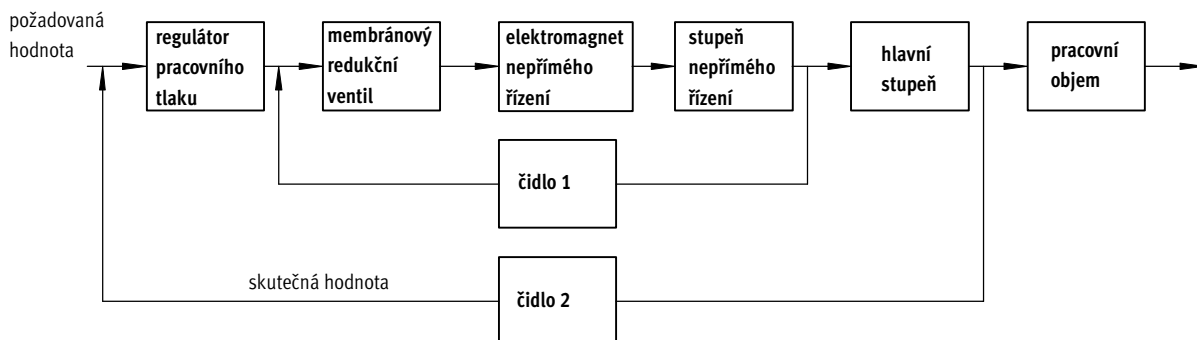 požadovaná
hodnota
regulátor
pracovního
tlaku
membránový
redukční
ventil
elektromagnet
nepřímého
řízení
stupeň
nepřímého
řízení
hlavní
stupeň
pracovní
objem
čidlo 1
skutečná hodnota
čidlo 2